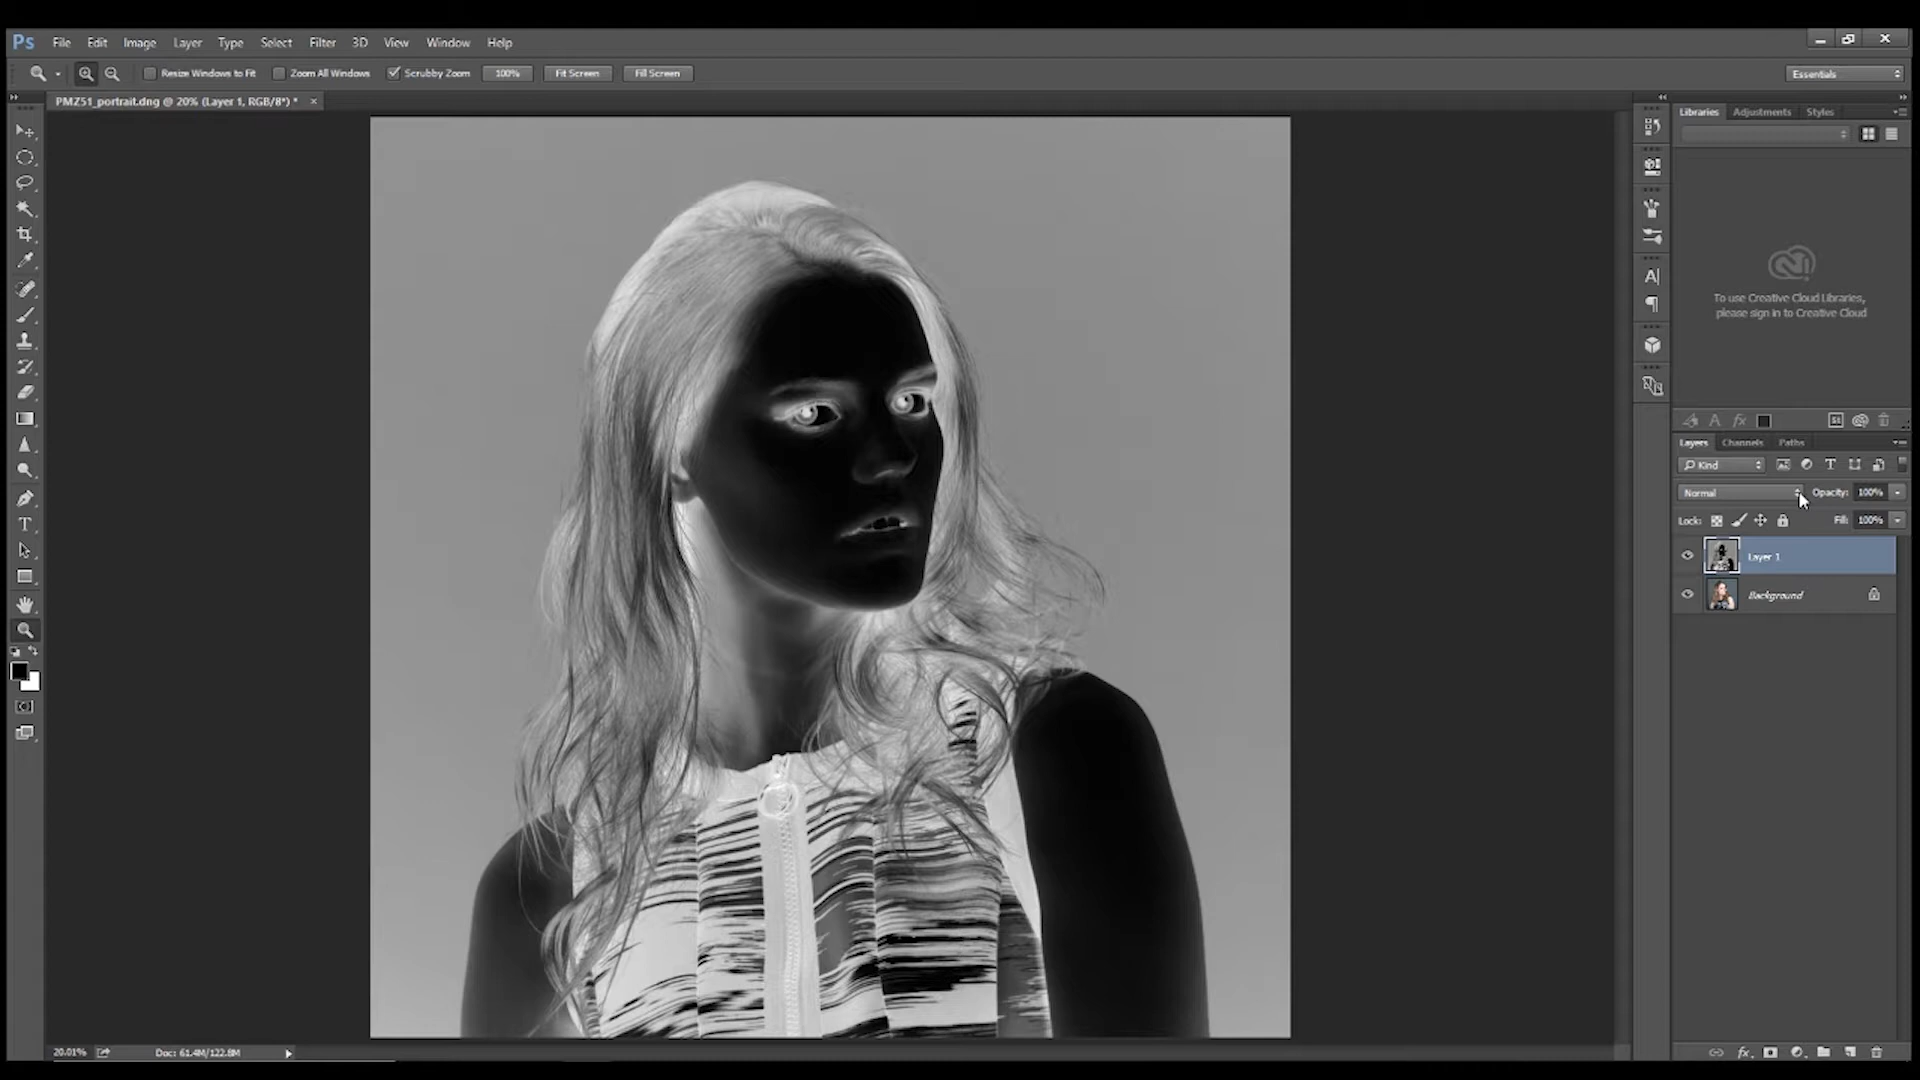 Ps File Edit Image Layer Type Select Filter 3D View Window Help
Resize Windows to Fit Zoom All Windows Scrubby Zoom 100% Fit Screen Fill Screen Essentials
PMZ51_portrait.dng @ 20% (Layer 1, RGB/8*) * ×
Libraries Adjustments Styles
To use Creative Cloud Libraries,
please sign in to Creative Cloud
Layers Channels Paths
Kind
Normal Opacity: 100%
Lock: Fill: 100%
Layer 1
Background
20.01% Doc: 61.4M/122.8M